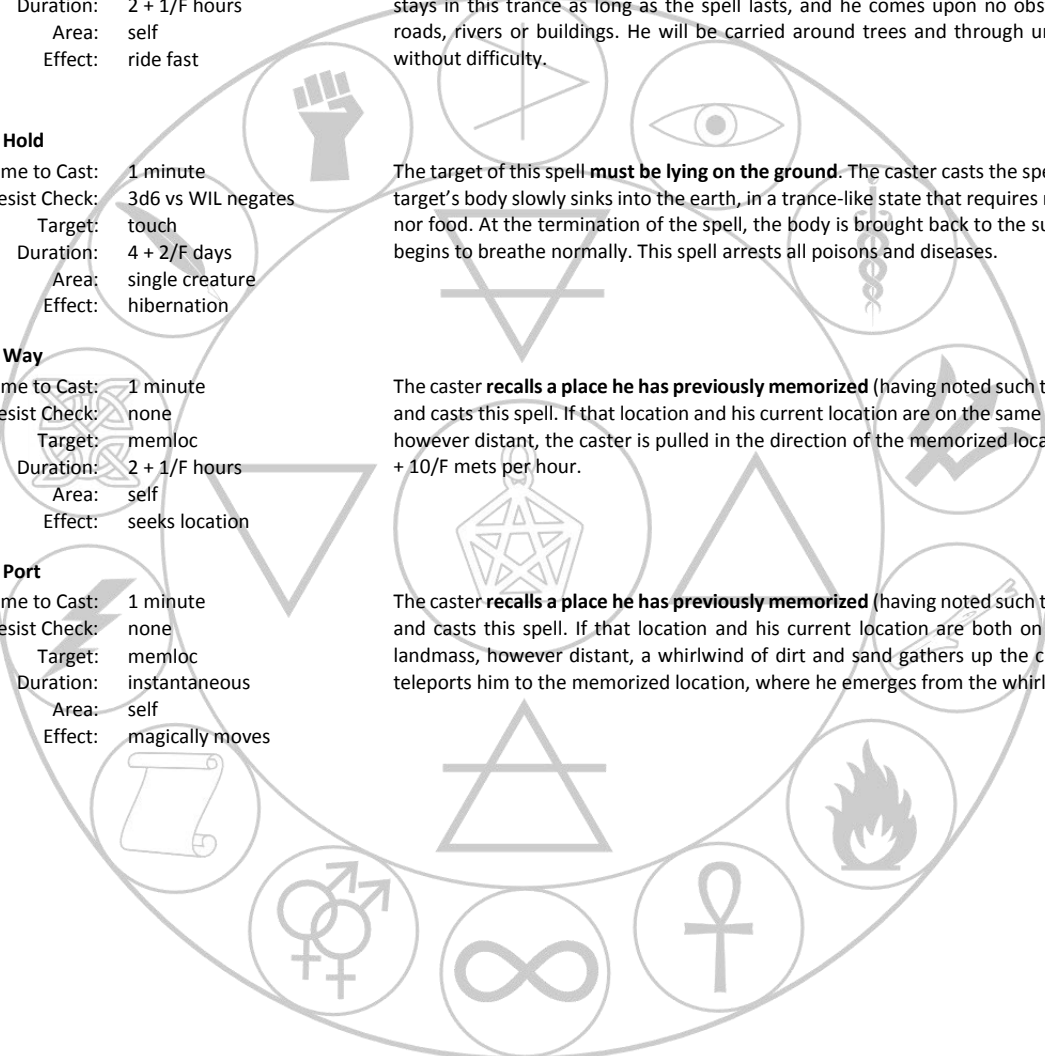 Duration: 2 + 1/F hours
Area: self
Effect: ride fast
stays in this trance as long as the spell lasts, and he comes upon no obs
roads, rivers or buildings. He will be carried around trees and through
without difficulty.
Hold
me to Cast: 1 minute
esist Check: 3d6 vs WIL negates
Target: touch
Duration: 4 + 2/F days
Area: single creature
Effect: hibernation
The target of this spell must be lying on the ground. The caster casts the spe
target’s body slowly sinks into the earth, in a trance-like state that requires
nor food. At the termination of the spell, the body is brought back to the su
begins to breathe normally. This spell arrests all poisons and diseases.
Way
me to Cast: 1 minute
esist Check: none
Target: memloc
Duration: 2 + 1/F hours
Area: self
Effect: seeks location
The caster recalls a place he has previously memorized (having noted such t
and casts this spell. If that location and his current location are on the same
however distant, the caster is pulled in the direction of the memorized loca
+ 10/F mets per hour.
Port
me to Cast: 1 minute
esist Check: none
Target: memloc
Duration: instantaneous
Area: self
Effect: magically moves
The caster recalls a place he has previously memorized (having noted such t
and casts this spell. If that location and his current location are both on
landmass, however distant, a whirlwind of dirt and sand gathers up the c
teleports him to the memorized location, where he emerges from the whirl